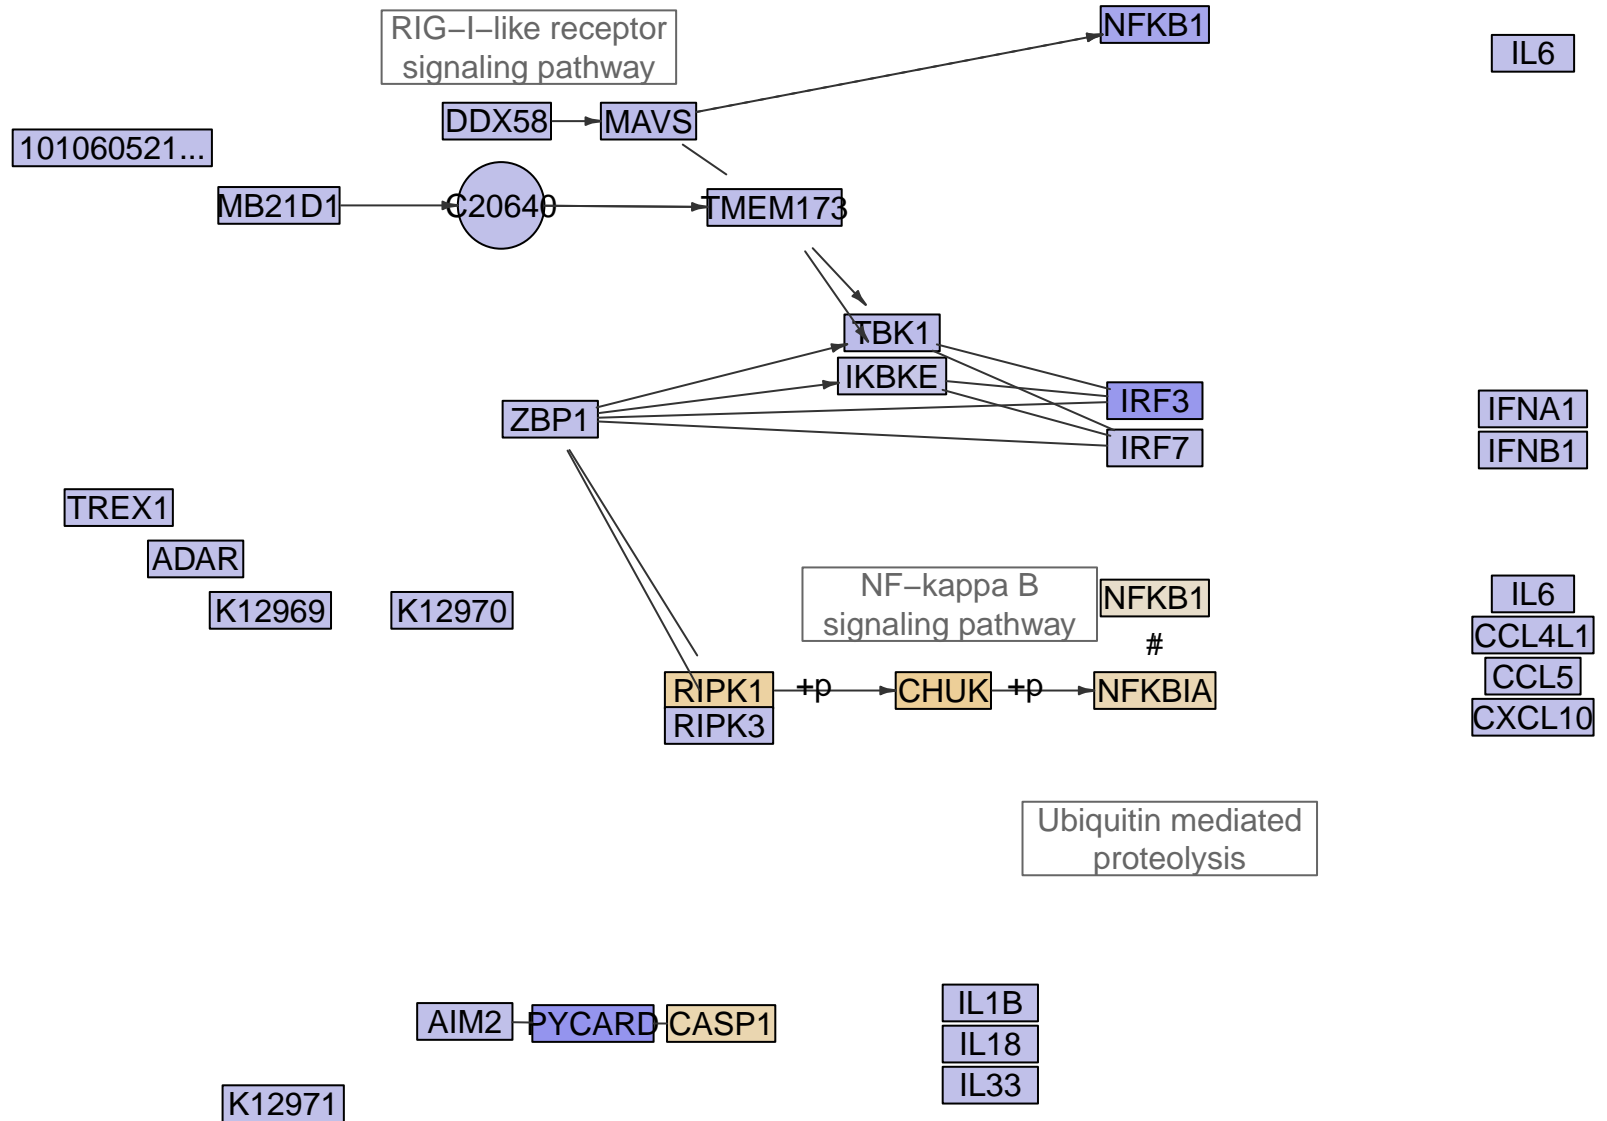 RIG−I−like receptor
signaling pathway
NFKB1
IL6
DDX58
MAVS
101060521...
MB21D1
C20640
TMEM173
TBK1
IKBKE
IRF3
IFNA1
ZBP1
IRF7
IFNB1
TREX1
ADAR
K12969
K12970
NF−kappa B
signaling pathway
NFKB1
IL6
#
CCL4L1
RIPK1
+p
CHUK
+p
NFKBIA
CCL5
RIPK3
CXCL10
Ubiquitin mediated
proteolysis
IL1B
AIM2
PYCARD
CASP1
IL18
IL33
K12971